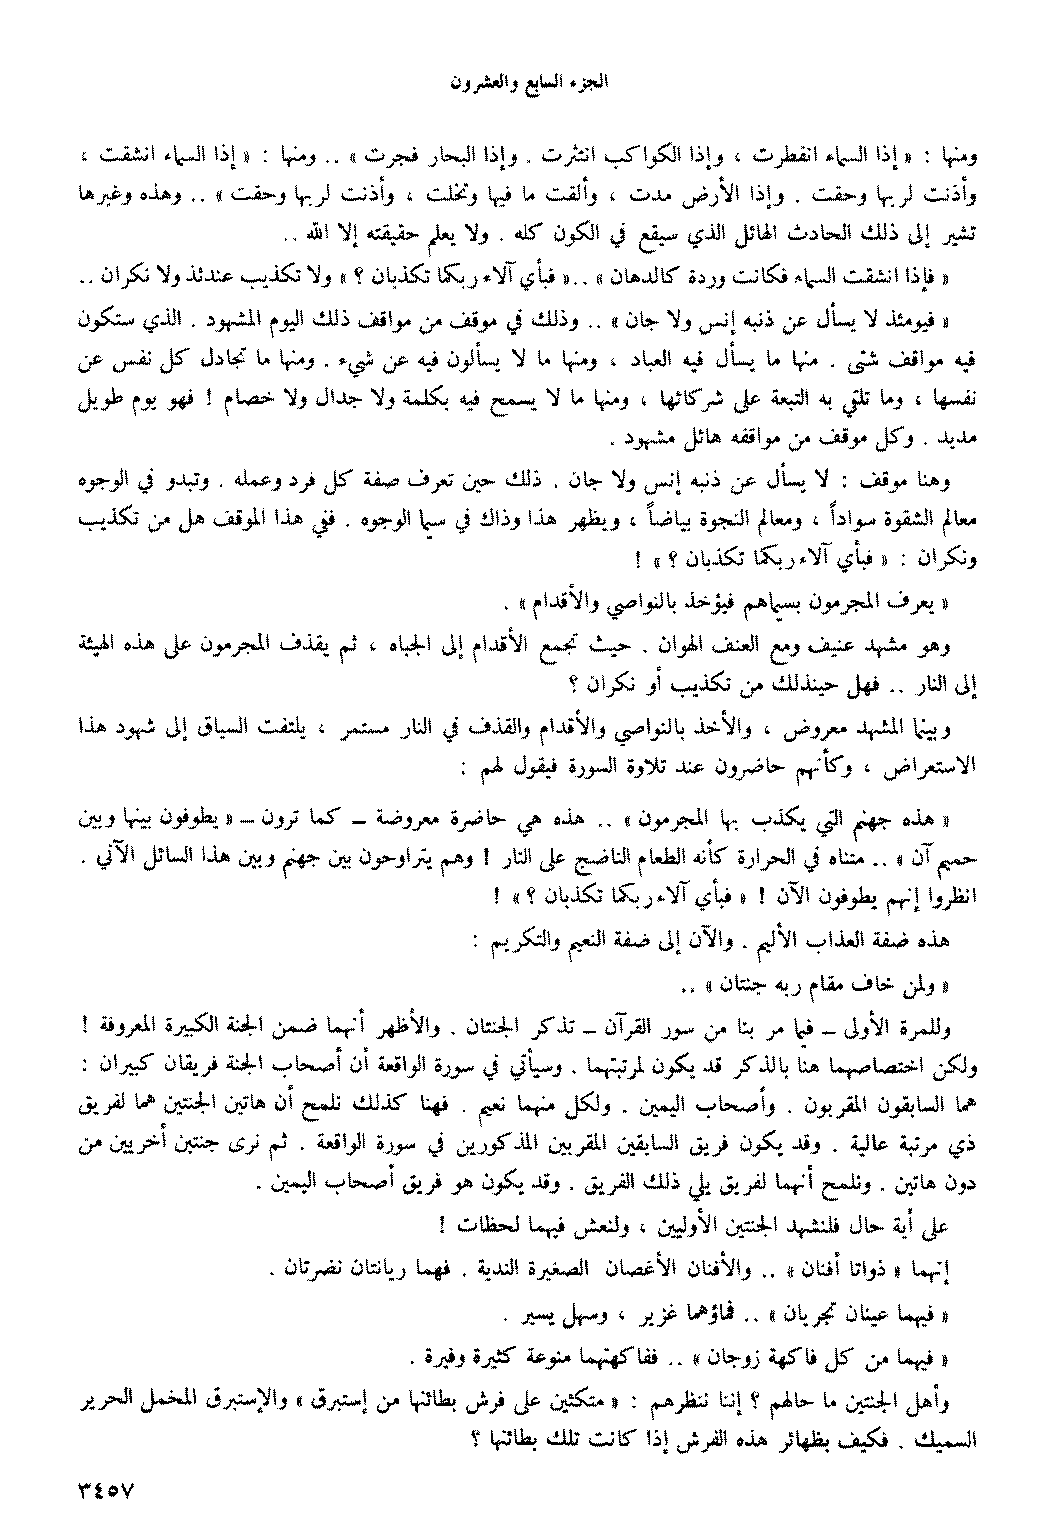 الجزء السابع والعشرون
ومنها : « إذا السماء انفطرت ، وإذا الكواكب انتثرت . وإذا البحار فجرت » .. ومنها : « إذا السماء انشقت ،
وأذنت لربها وحقت . وإذا الأرض مدت ، وألقت ما فيها وتخلت ، وأذنت لربها وحقت » .. وهذه وغيرها
تشير إلى ذلك الحادث الهائل الذي سيقع في الكون كله . ولا يعلم حقيقته إلا الله ..
« فإذا انشقت السماء فكانت وردة كالدهان » ..« فبأي آلاء ربكما تكذبان ؟ » ولا تكذيب عندئذ ولا نكران ..
« فيومئذ لا يسأل عن ذنبه إنس ولا جان » .. وذلك في موقف من مواقف ذلك اليوم المشهود . الذي ستكون
فيه مواقف شتى . منها ما يسأل فيه العباد ، ومنها ما لا يسألون فيه عن شيء . ومنها ما تجادل كل نفس عن
نفسها ، وما تلقي به التبعة على شركائها ، ومنها ما لا يسمح فيه بكلمة ولا جدال ولا خصام ! فهو يوم طويل
مديد . وكل موقف من مواقفه هائل مشهود .
وهنا موقف : لا يسأل عن ذنبه إنس ولا جان . ذلك حين تعرف صفة كل فرد وعمله . وتبدو في الوجوه
معالم الشقوة سواداً ، ومعالم النجوة بياضاً ، ويظهر هذا وذاك في سيما الوجوه . ففي هذا الموقف هل من تكذيب
ونكران : « فبأي آلاء ربكما تكذبان ؟ » !
« يعرف المجرمون بسيماهم فيؤخذ بالنواصي والأقدام » .
وهو مشهد عنيف ومع العنف الهوان . حيث تجمع الأقدام إلى الجباه ، ثم يقذف المجرمون على هذه الهيئة
إلى النار .. فهل حينذلك من تكذيب أو نكران ؟
وبينما المشهد معروض ، والأخذ بالنواصي والأقدام والقذف في النار مستمر ، يلتفت السياق إلى شهود هذا
الاستعراض ، وكأنهم حاضرون عند تلاوة السورة فيقول لهم :
« هذه جهنم التي يكذب بها المجرمون » .. هذه هي حاضرة معروضة – كما ترون – « يطوفون بينها وبين
حميم آن » .. متناه في الحرارة كأنه الطعام الناضج على النار ! وهم يتراوحون بين جهنم وبين هذا السائل الآني .
انظروا إنهم يطوفون الآن ! « فبأي آلاء ربكما تكذبان ؟ » !
هذه ضفة العذاب الأليم . والآن إلى ضفة النعيم والتكريم :
« ولمن خاف مقام ربه جنتان » ..
وللمرة الأولى – فيما مر بنا من سور القرآن – تذكر الجنتان . والأظهر أنهما ضمن الجنة الكبيرة المعروفة !
ولكن اختصاصهما هنا بالذكر قد يكون لمرتبتهما . وسيأتي في سورة الواقعة أن أصحاب الجنة فريقان كبيران :
هما السابقون المقربون . وأصحاب اليمين . ولكل منهما نعيم . فهنا كذلك نلمح أن هاتين الجنتين هما لفريق
ذي مرتبة عالية . وقد يكون فريق السابقين المقربين المذكورين في سورة الواقعة . ثم نرى جنتين أخريين من
دون هاتين . ونلمح أنهما لفريق يلي ذلك الفريق . وقد يكون هو فريق أصحاب اليمين .
على أية حال فلنشهد الجنتين الأوليين ، ولنعش فيهما لحظات !
إنهما « ذواتا أفنان » .. والأفنان الأغصان الصغيرة الندية . فهما ريانتان نضرتان .
« فيهما عينان تجريان » .. فماؤهما غزير ، وسهل يسير .
« فيهما من كل فاكهة زوجان » .. ففاكهتهما منوعة كثيرة وفيرة .
وأهل الجنتين ما حالهم ؟ إننا ننظرهم : « متكئين على فرش بطائنها من إستبرق » والإستبرق المخمل الحرير
السميك . فكيف بظهائر هذه الفرش إذا كانت تلك بطائنها ؟
٣٤٥٧